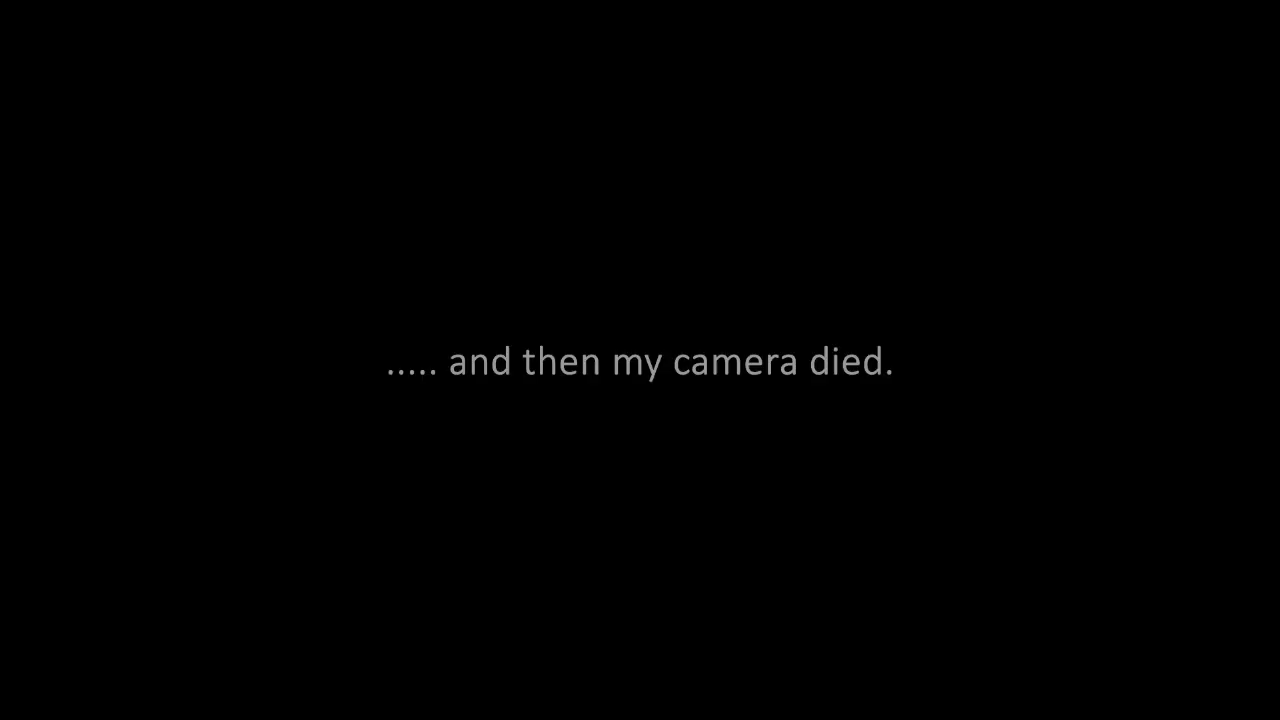 ..... and then my camera died.